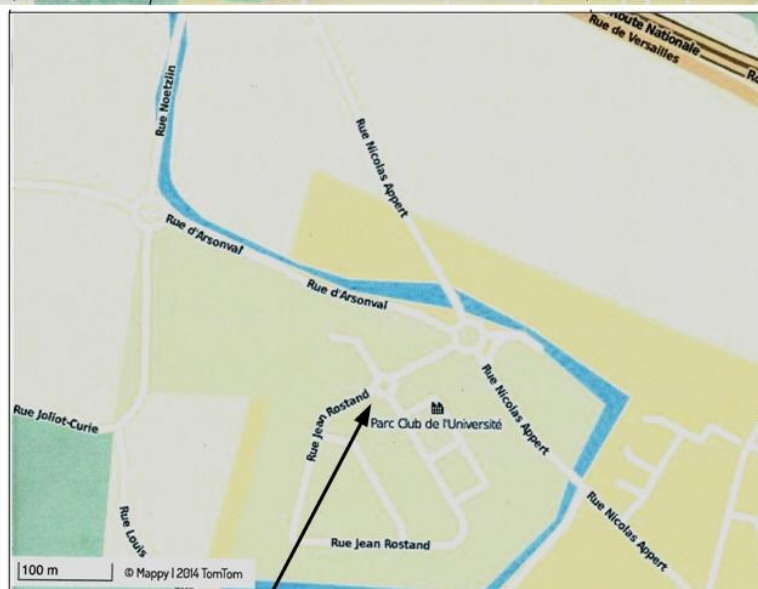 Route Nationale
Rue de Versailles
Rue Noetzlin
Rue Nicolas Appert
Rue d'Arsonval
Rue d'Arsonval
Rue Jean Rostand
Parc Club de l'Université
Rue Nicolas Appert
Rue Joliot-Curie
Rue Louis
Rue Jean Rostand
Rue Nicolas Appert
100 m
© Mappy | 2014 TomTom